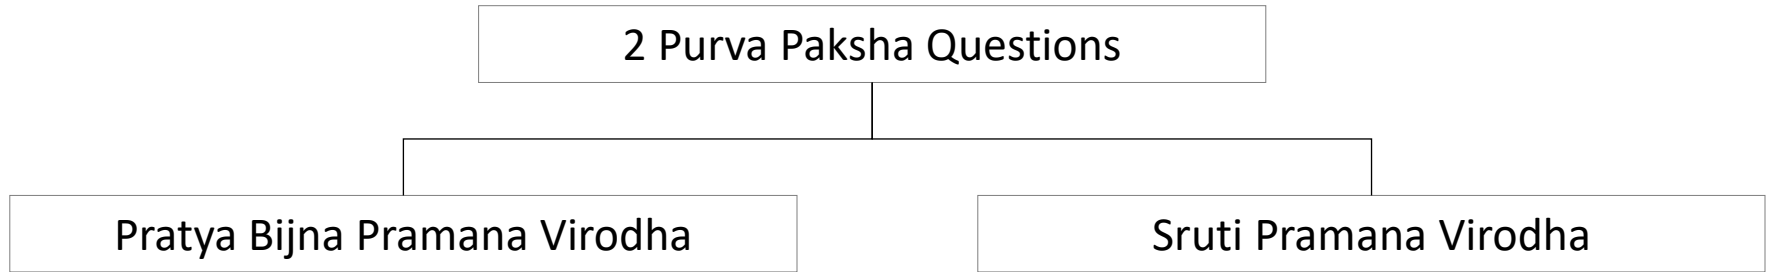 2 Purva Paksha Questions
Pratya Bijna Pramana Virodha
Sruti Pramana Virodha